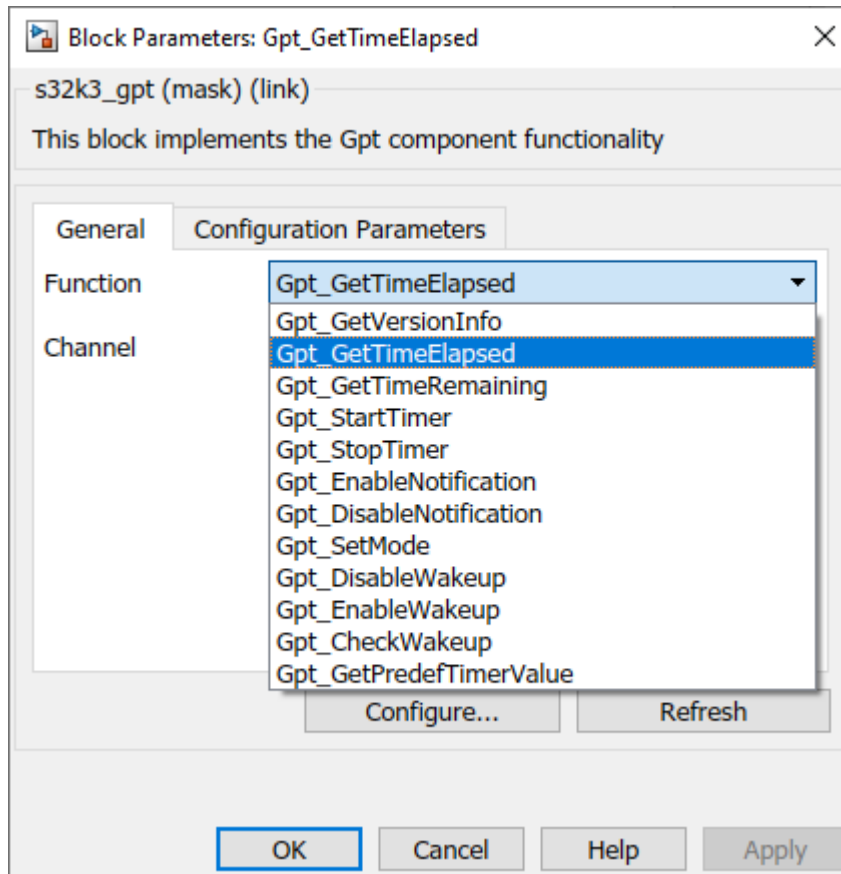 Block Parameters: Gpt_GetTimeElapsed
s32k3_gpt (mask) (link)
This block implements the Gpt component functionality
General Configuration Parameters
Function Gpt_GetTimeElapsed
Gpt_GetVersionInfo
Channel Gpt_GetTimeElapsed
Gpt_GetTimeRemaining
Gpt_StartTimer
Gpt_StopTimer
Gpt_EnableNotification
Gpt_DisableNotification
Gpt_SetMode
Gpt_DisableWakeup
Gpt_EnableWakeup
Gpt_CheckWakeup
Gpt_GetPredefTimerValue
Configure... Refresh
OK Cancel Help Apply